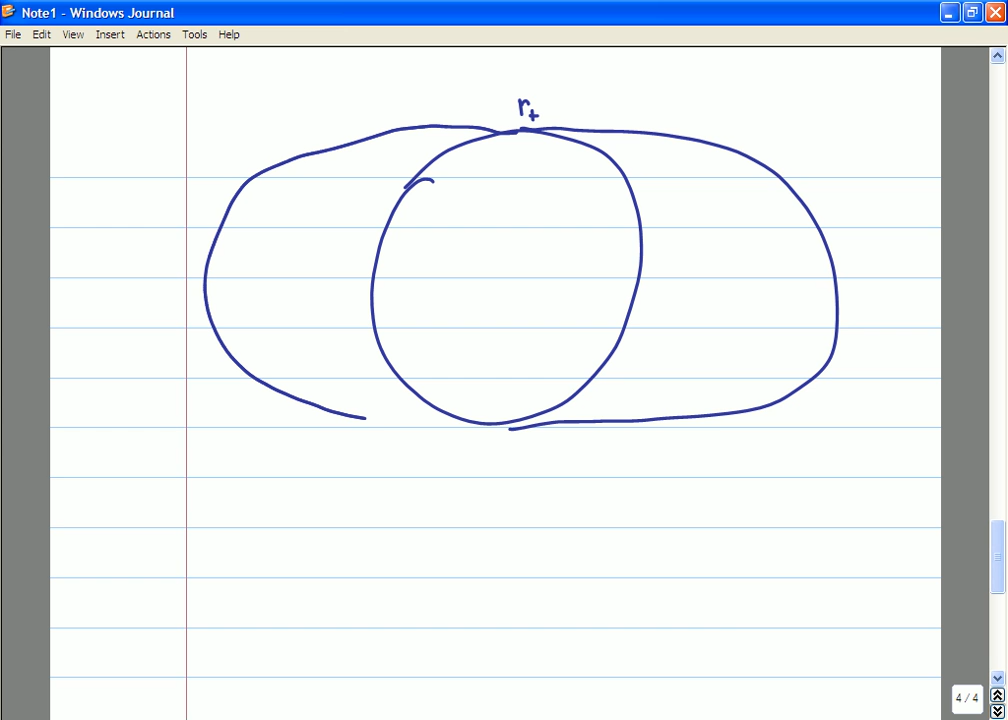 Note1 - Windows Journal
File Edit View Insert Actions Tools Help
r+
4 / 4